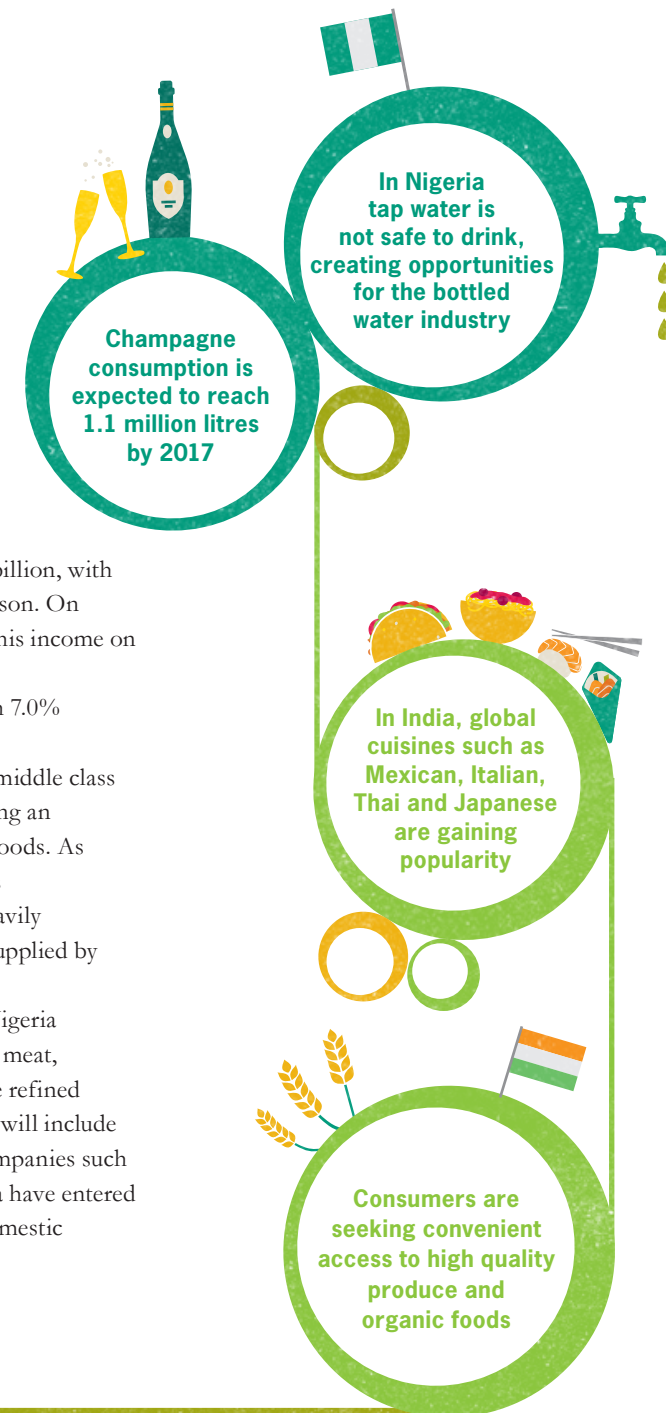 In Nigeria
tap water is
not safe to drink,
creating opportunities
for the bottled
water industry
Champagne
consumption is
expected to reach
1.1 million litres
by 2017
billion, with
son. On
his income on
7.0%
middle class
ng an
oods. As
avily
upplied by
Nigeria
meat,
e refined
will include
mpanies such
a have entered
mestic
In India, global
cuisines such as
Mexican, Italian,
Thai and Japanese
are gaining
popularity
Consumers are
seeking convenient
access to high quality
produce and
organic foods